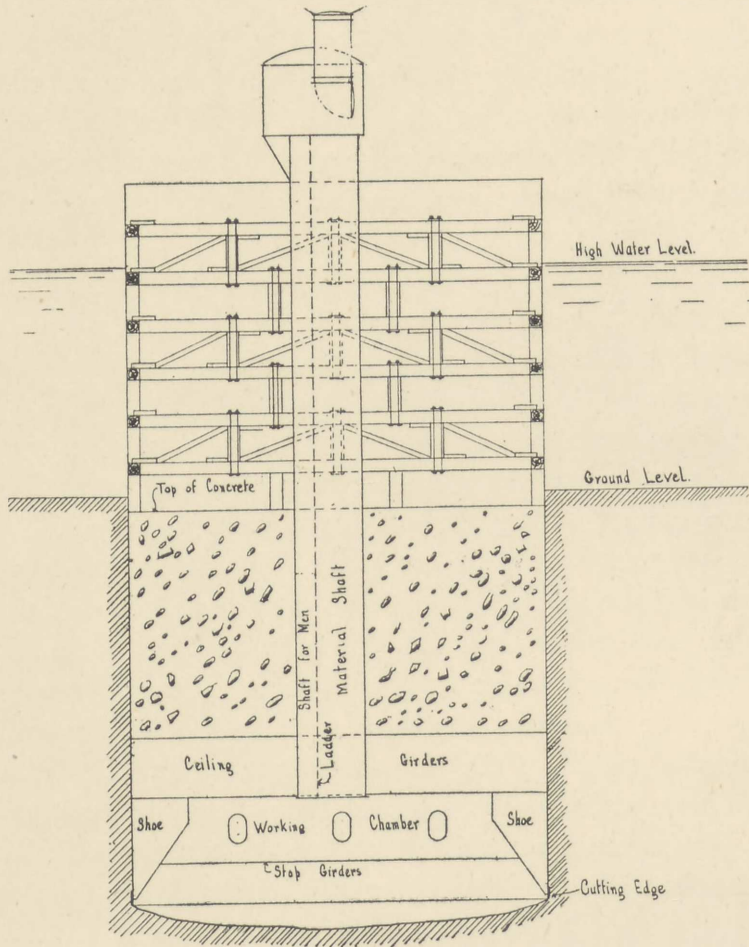 High Water Level.
Ground Level.
Top of Concrete
Shaft for Men
Material Shaft
Ladder
Ceiling Girders
Shoe
Working Chamber
Shoe
Stop Girders
Cutting Edge